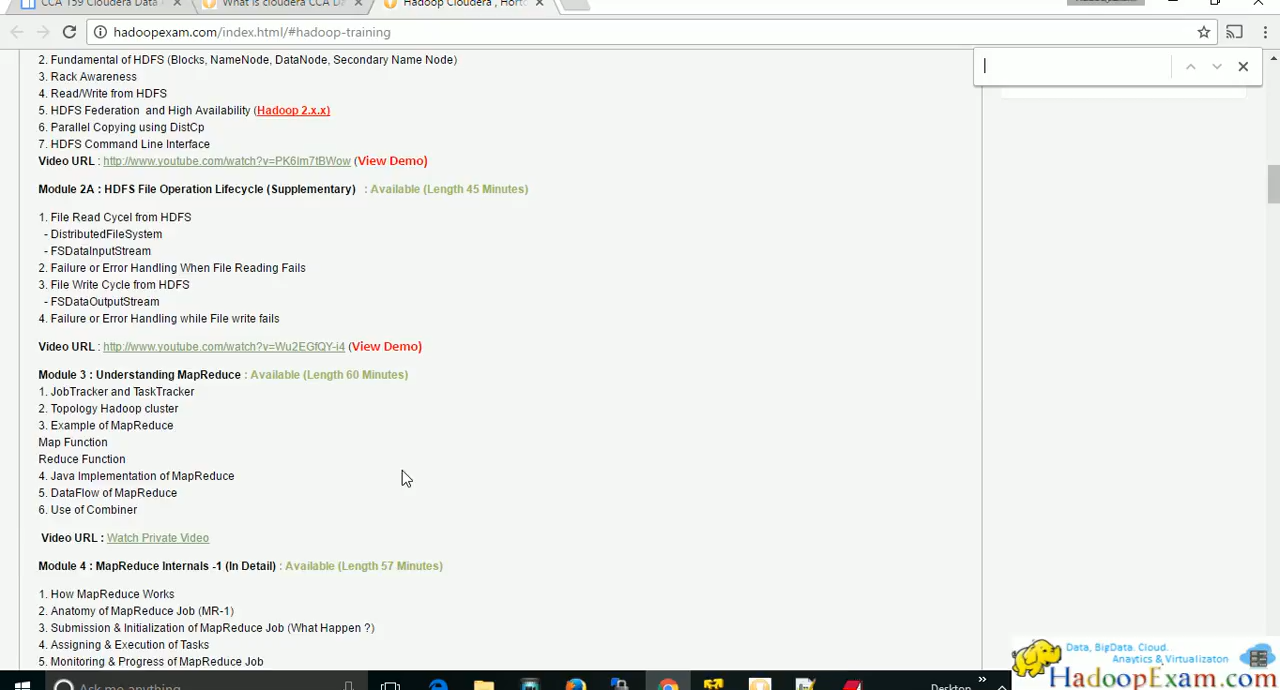 CCA 159 Cloudera Data A
What is cloudera CCA Da
Hadoop Cloudera , Horto
hadoopexam.com/index.html/#hadoop-training
2. Fundamental of HDFS (Blocks, NameNode, DataNode, Secondary Name Node)
3. Rack Awareness
4. Read/Write from HDFS
5. HDFS Federation and High Availability (Hadoop 2.x.x)
6. Parallel Copying using DistCp
7. HDFS Command Line Interface
Video URL : http://www.youtube.com/watch?v=PK6Im7tBWow (View Demo)
Module 2A : HDFS File Operation Lifecycle (Supplementary) : Available (Length 45 Minutes)
1. File Read Cycel from HDFS
- DistributedFileSystem
- FSDataInputStream
2. Failure or Error Handling When File Reading Fails
3. File Write Cycle from HDFS
- FSDataOutputStream
4. Failure or Error Handling while File write fails
Video URL : http://www.youtube.com/watch?v=Wu2EGfQY-i4 (View Demo)
Module 3 : Understanding MapReduce : Available (Length 60 Minutes)
1. JobTracker and TaskTracker
2. Topology Hadoop cluster
3. Example of MapReduce
Map Function
Reduce Function
4. Java Implementation of MapReduce
5. DataFlow of MapReduce
6. Use of Combiner
Video URL : Watch Private Video
Module 4 : MapReduce Internals -1 (In Detail) : Available (Length 57 Minutes)
1. How MapReduce Works
2. Anatomy of MapReduce Job (MR-1)
3. Submission & Initialization of MapReduce Job (What Happen ?)
4. Assigning & Execution of Tasks
5. Monitoring & Progress of MapReduce Job
Data, BigData. Cloud.
Anaytics & Virtualizaton
HadoopExam.com
Ask me anything
Desktop